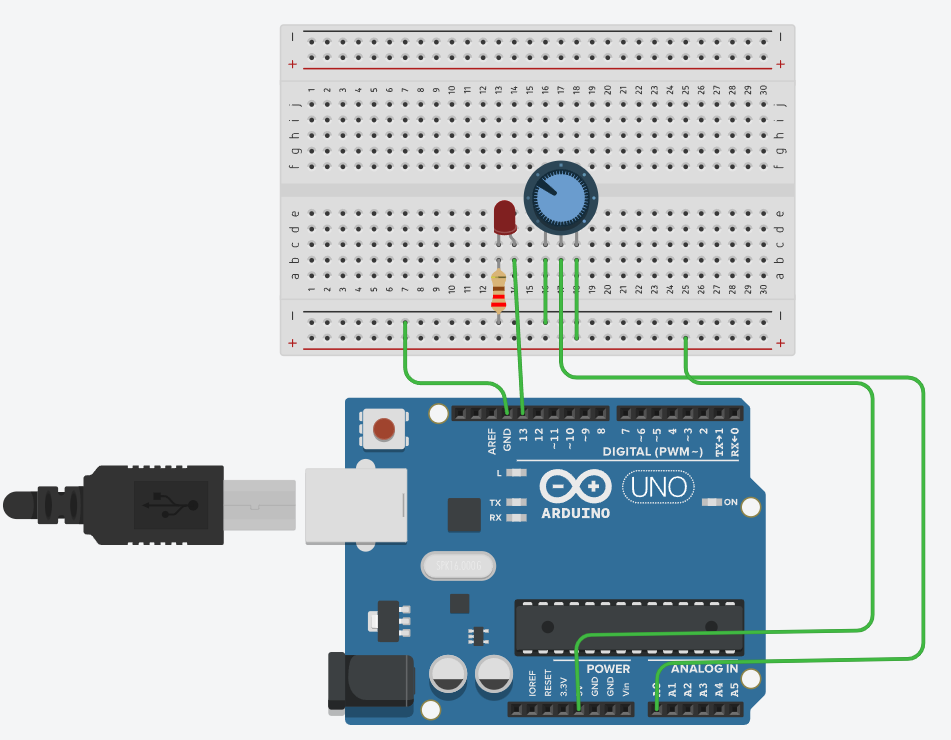 − −
+ +
1 2 3 4 5 6 7 8 9 10 11 12 13 14 15 16 17 18 19 20 21 22 23 24 25 26 27 28 29 30
j j
i i
h h
g g
f f
e e
d d
c c
b b
a a
1 2 3 4 5 6 7 8 9 10 11 12 13 14 15 16 17 18 19 20 21 22 23 24 25 26 27 28 29 30
− −
+ +
AREF GND 13 12 ~11 ~10 ~9 8 7 ~6 ~5 4 ~3 2 TX→1 RX←0
DIGITAL (PWM~)
L
TX
RX
UNO
ON
ARDUINO
POWER ANALOG IN
IOREF RESET 3.3V 5V GND GND Vin A0 A1 A2 A3 A4 A5